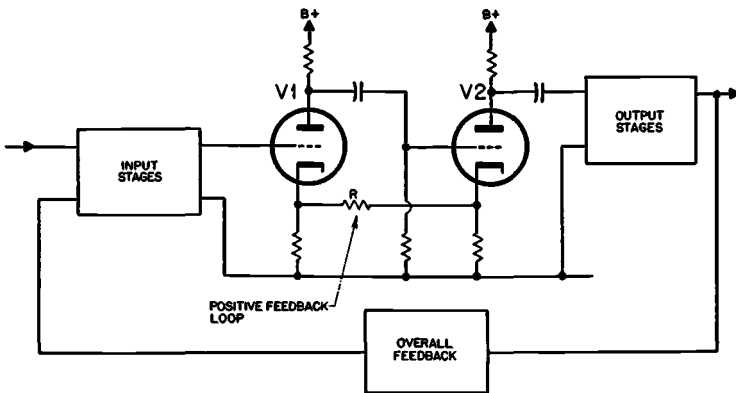 B+
B+
V1
V2
INPUT
STAGES
OUTPUT
STAGES
R
POSITIVE FEEDBACK
LOOP
OVERALL
FEEDBACK